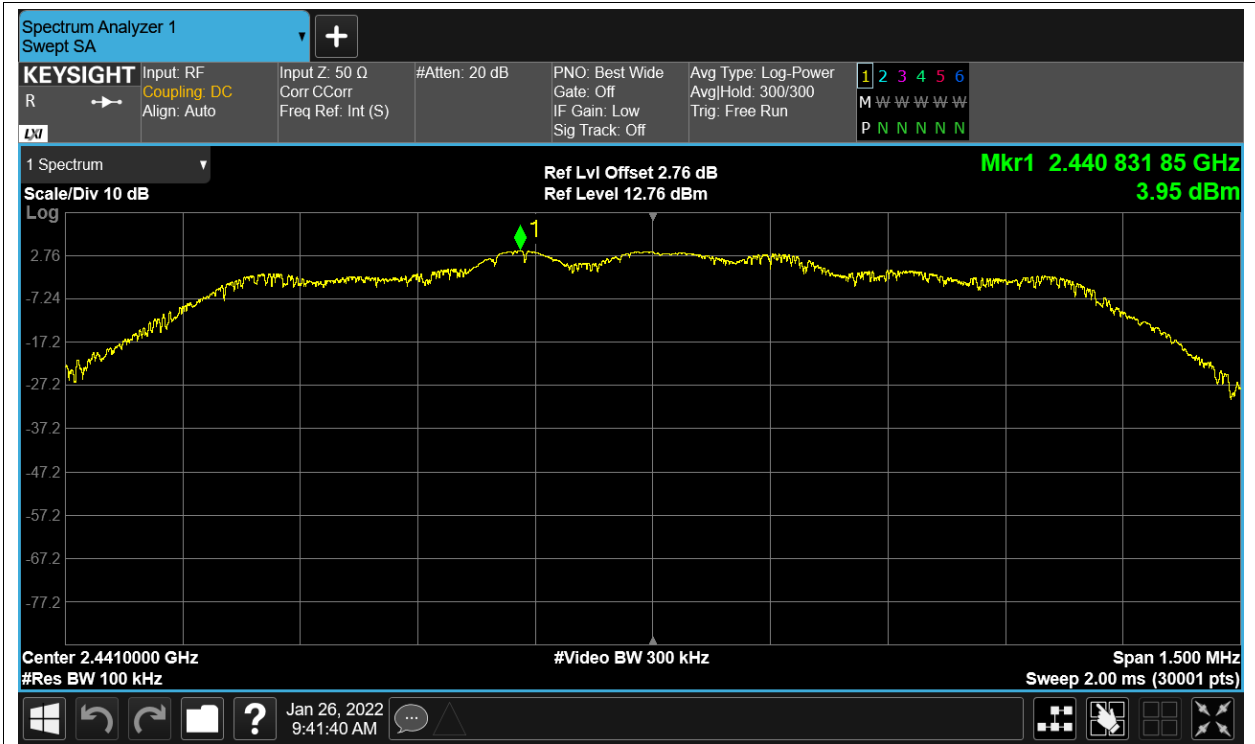 Spectrum Analyzer 1
Swept SA
KEYSIGHT
R
LXI
Input: RF
Coupling: DC
Align: Auto
Input Z: 50 Ω
Corr CCorr
Freq Ref: Int (S)
#Atten: 20 dB
PNO: Best Wide
Gate: Off
IF Gain: Low
Sig Track: Off
Avg Type: Log-Power
Avg|Hold: 300/300
Trig: Free Run
1 2 3 4 5 6
M W W W W W
P N N N N N
1 Spectrum
Scale/Div 10 dB
Log
Ref Lvl Offset 2.76 dB
Ref Level 12.76 dBm
Mkr1 2.440 831 85 GHz
3.95 dBm
1
2.76
-7.24
-17.2
-27.2
-37.2
-47.2
-57.2
-67.2
-77.2
Center 2.4410000 GHz
#Video BW 300 kHz
Span 1.500 MHz
#Res BW 100 kHz
Sweep 2.00 ms (30001 pts)
?
Jan 26, 2022
9:41:40 AM